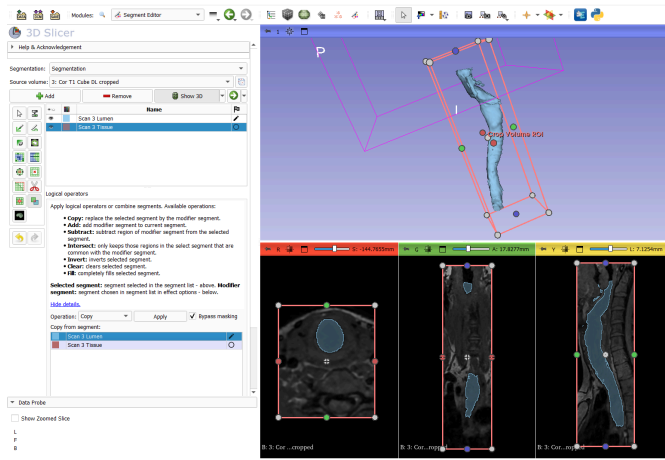 Modules:
Segment Editor
3D Slicer
Help & Acknowledgement
Segmentation: Segmentation
Source volume: 3: Cor T1 Cube DL cropped
Add
Remove
Show 3D
Name
Scan 3 Lumen
Scan 3 Tissue
Logical operators
Apply logical operators or combine segments. Available operations:
• Copy: replace the selected segment by the modifier segment.
• Add: add modifier segment to current segment.
• Subtract: subtract region of modifier segment from the
selected segment.
• Intersect: only keeps those regions in the select segment that are
common with the modifier segment.
• Invert: inverts selected segment.
• Clear: clears selected segment.
• Fill: completely fills selected segment.
Selected segment: segment selected in the segment list - above. Modifier
segment: segment chosen in segment list in effect options - below.
Hide details.
Operation: Copy
Apply
Bypass masking
Copy from segment:
Scan 3 Lumen
Scan 3 Tissue
Data Probe
Show Zoomed Slice
L
F
B
1
P
I
Crop Volume ROI
R
S: -144.7655mm
G
A: 17.8277mm
Y
L: 7.1254mm
B: 3: Cor ...cropped
B: 3: Cor...ropped
B: 3: Cor...ropped